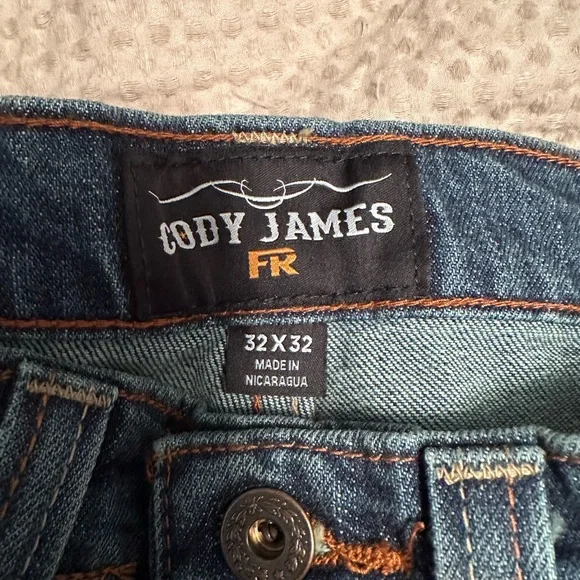 CODY JAMES
FR
32 X 32
MADE IN
NICARAGUA